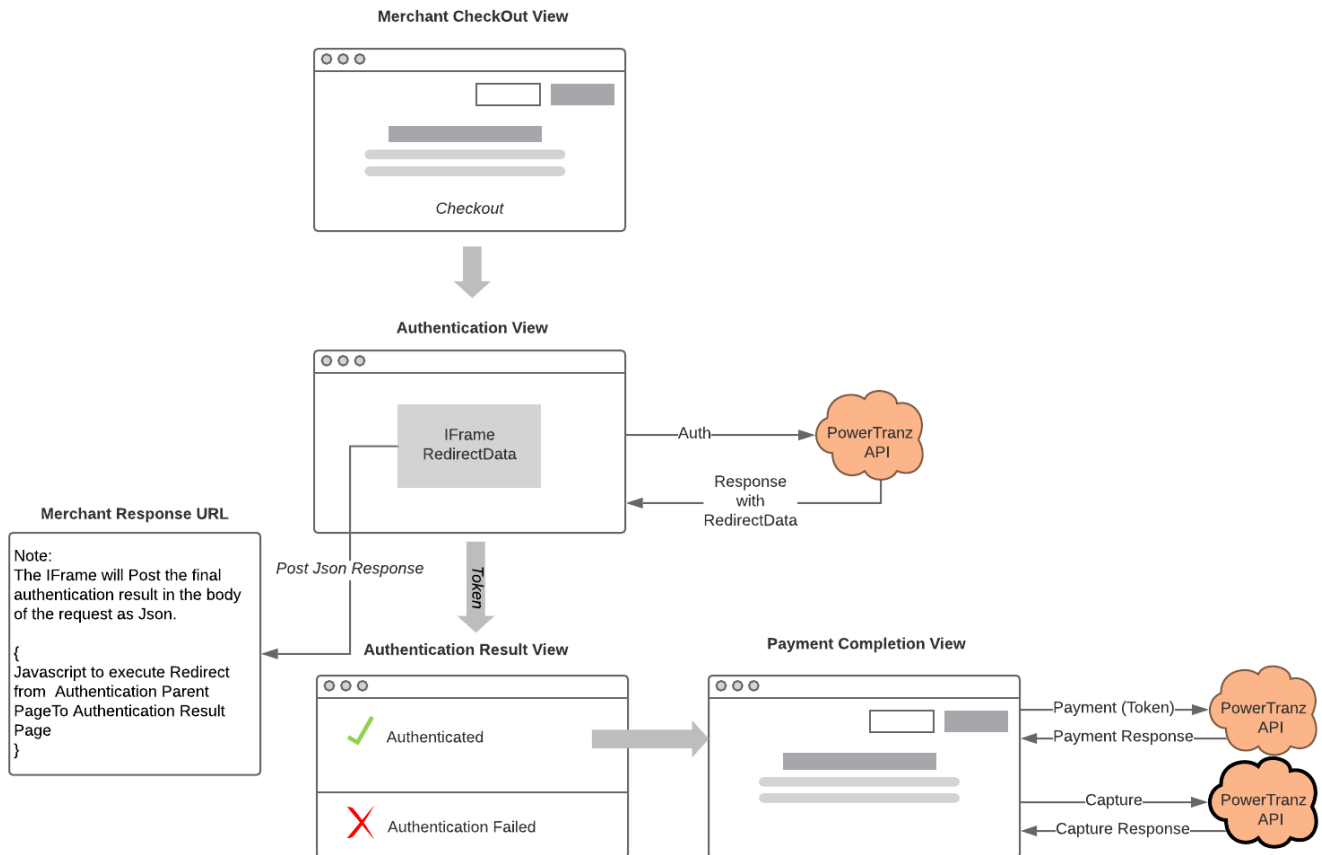 Merchant CheckOut View
Checkout
Authentication View
IFrame
RedirectData
Auth
PowerTranz
API
Response
with
RedirectData
Merchant Response URL
Note:
The IFrame will Post the final
authentication result in the body
of the request as Json.
{
Javascript to execute Redirect
from Authentication Parent
PageTo Authentication Result
Page
}
Post Json Response
Token
Authentication Result View
Authenticated
Authentication Failed
Payment Completion View
Payment (Token)
Payment Response
PowerTranz
API
Capture
Capture Response
PowerTranz
API